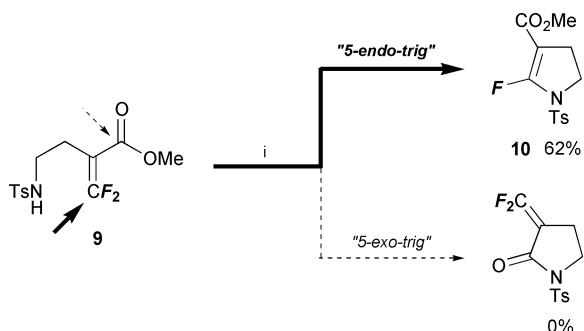 "5-endo-trig"
CO₂Me
F
N
Ts
10 62%
O
OMe
TsN
H
CF₂
9
i
"5-exo-trig"
F₂C
O
N
Ts
0%